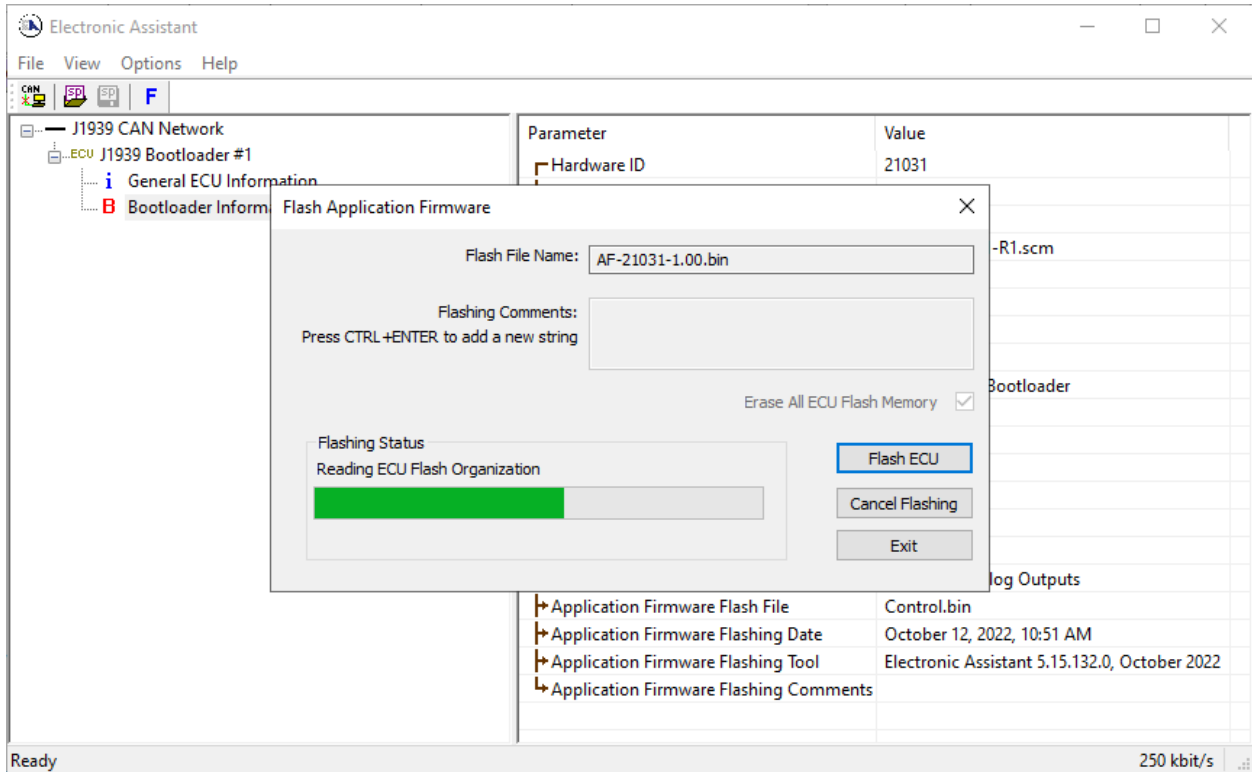 Electronic Assistant
File View Options Help
CAN SP SP F
J1939 CAN Network
ECU J1939 Bootloader #1
i General ECU Information
B Bootloader Informa
Parameter Value
Hardware ID 21031
-R1.scm
Bootloader
log Outputs
Application Firmware Flash File Control.bin
Application Firmware Flashing Date October 12, 2022, 10:51 AM
Application Firmware Flashing Tool Electronic Assistant 5.15.132.0, October 2022
Application Firmware Flashing Comments
Flash Application Firmware
Flash File Name: AF-21031-1.00.bin
Flashing Comments:
Press CTRL+ENTER to add a new string
Erase All ECU Flash Memory
Flashing Status
Reading ECU Flash Organization
Flash ECU
Cancel Flashing
Exit
Ready 250 kbit/s